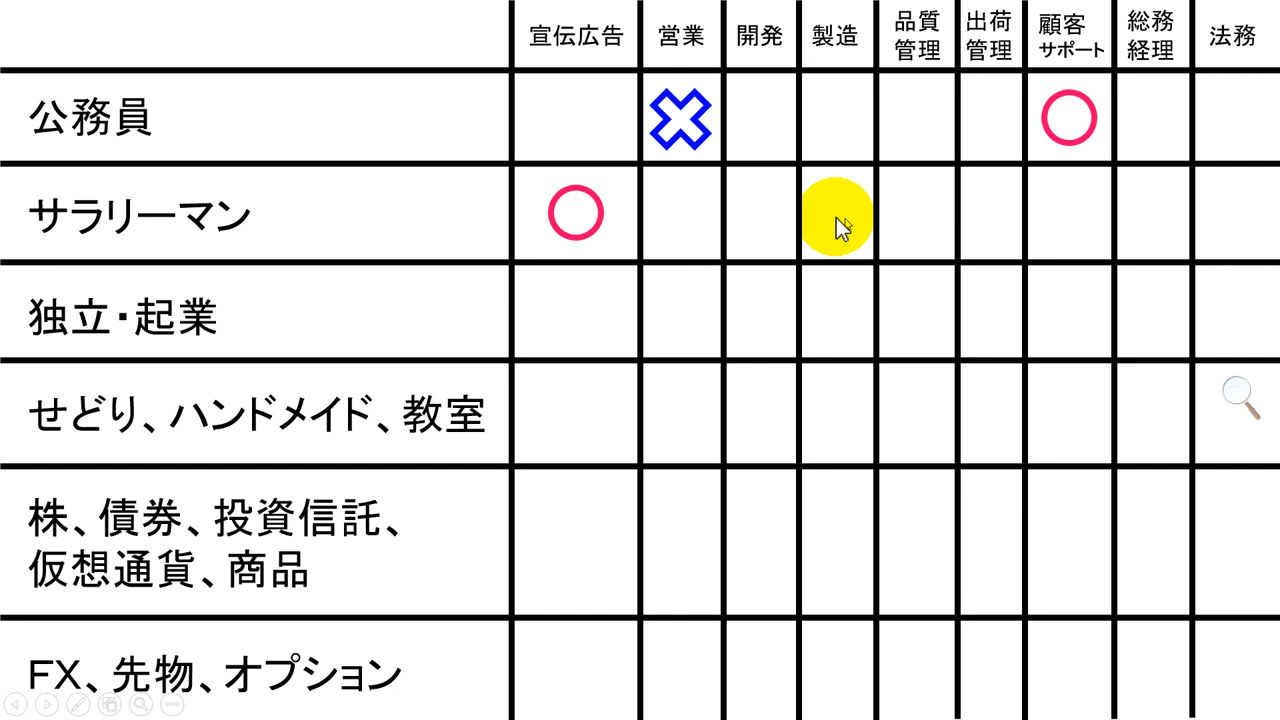 宣伝広告 営業 開発 製造 品質管理 出荷管理 顧客サポート 総務経理 法務
公務員
サラリーマン
独立・起業
せどり、ハンドメイド、教室
株、債券、投資信託、
仮想通貨、商品
FX、先物、オプション